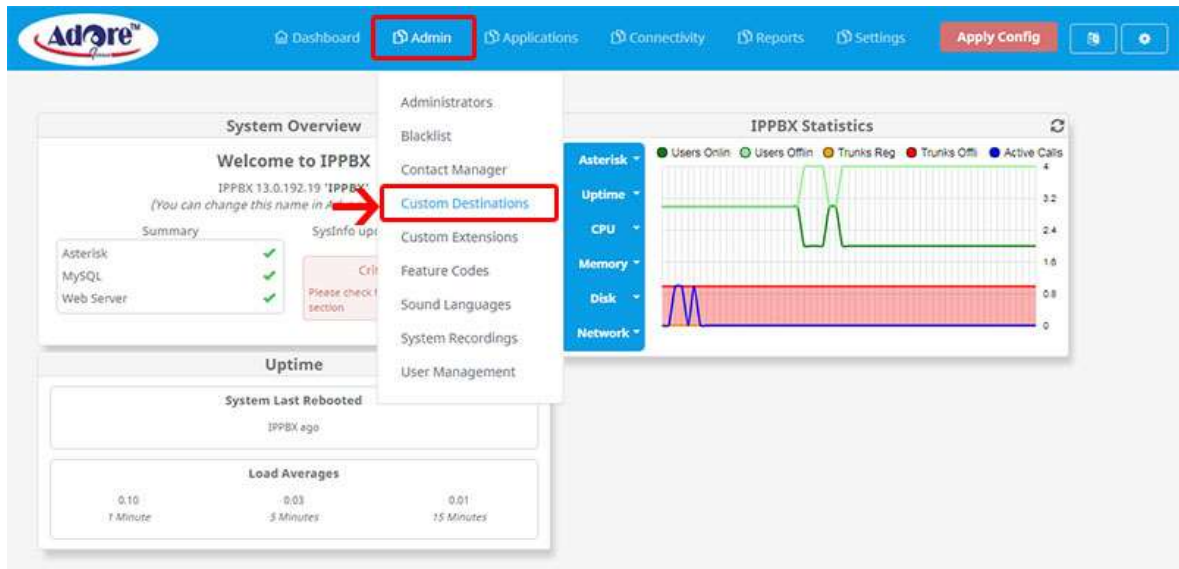 Adore™
Dashboard Admin Applications Connectivity Reports Settings Apply Config
Administrators
Blacklist
Contact Manager
Custom Destinations
Custom Extensions
Feature Codes
Sound Languages
System Recordings
User Management
System Overview
Welcome to IPPBX
IPPBX 13.0.192.19 'IPPBX'
(You can change this name in
Summary
Asterisk
MySQL
Web Server
SysInfo
Please check
section
Uptime
System Last Rebooted
IPPBX ago
Load Averages
0.10 0.03 0.01
1 Minute 5 Minutes 15 Minutes
IPPBX Statistics
Asterisk
Uptime
CPU
Memory
Disk
Network
Users Onlin Users Offlin Trunks Reg Trunks Offli Active Calls
4
3.2
2.4
1.6
0.8
0